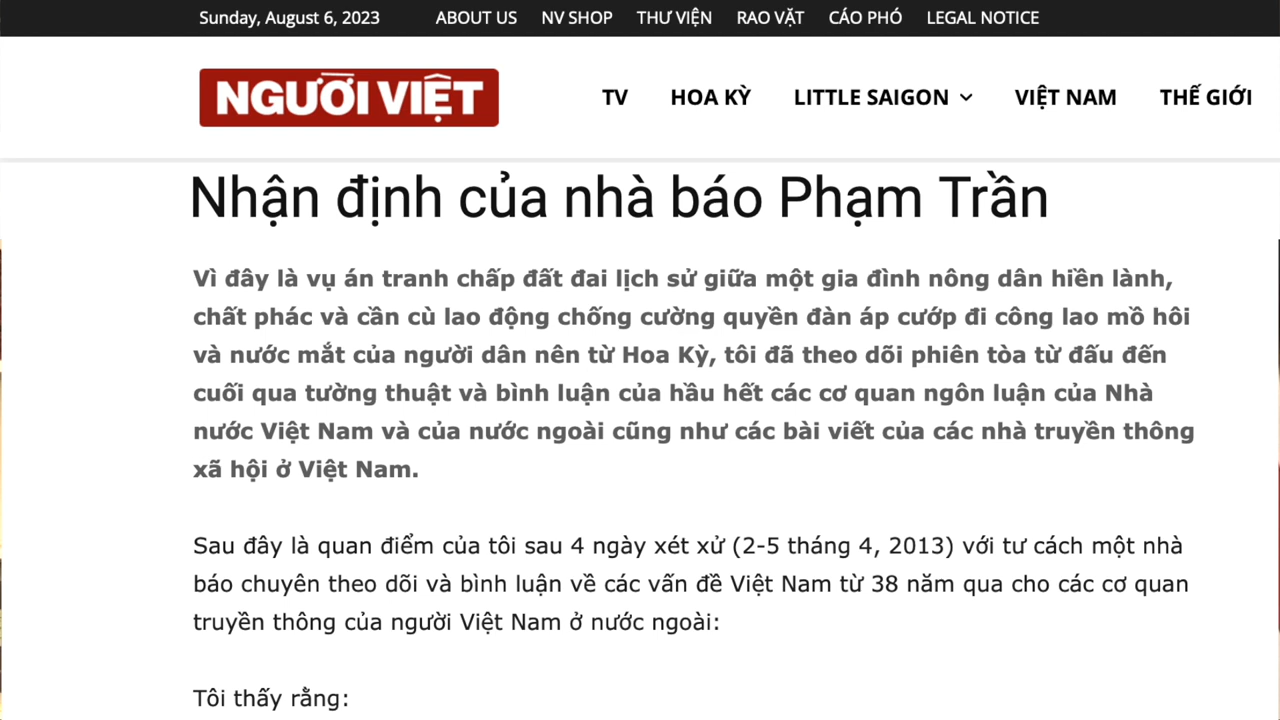 Sunday, August 6, 2023 ABOUT US NV SHOP THƯ VIỆN RAO VẶT CÁO PHÓ LEGAL NOTICE
NGƯỜI VIỆT TV HOA KỲ LITTLE SAIGON VIỆT NAM THẾ GIỚI
Nhận định của nhà báo Phạm Trần
Vì đây là vụ án tranh chấp đất đai lịch sử giữa một gia đình nông dân hiền lành,
chất phác và cần cù lao động chống cường quyền đàn áp cướp đi công lao mồ hôi
và nước mắt của người dân nên từ Hoa Kỳ, tôi đã theo dõi phiên tòa từ đấu đến
cuối qua tường thuật và bình luận của hầu hết các cơ quan ngôn luận của Nhà
nước Việt Nam và của nước ngoài cũng như các bài viết của các nhà truyền thông
xã hội ở Việt Nam.
Sau đây là quan điểm của tôi sau 4 ngày xét xử (2-5 tháng 4, 2013) với tư cách một nhà
báo chuyên theo dõi và bình luận về các vấn đề Việt Nam từ 38 năm qua cho các cơ quan
truyền thông của người Việt Nam ở nước ngoài:
Tôi thấy rằng: